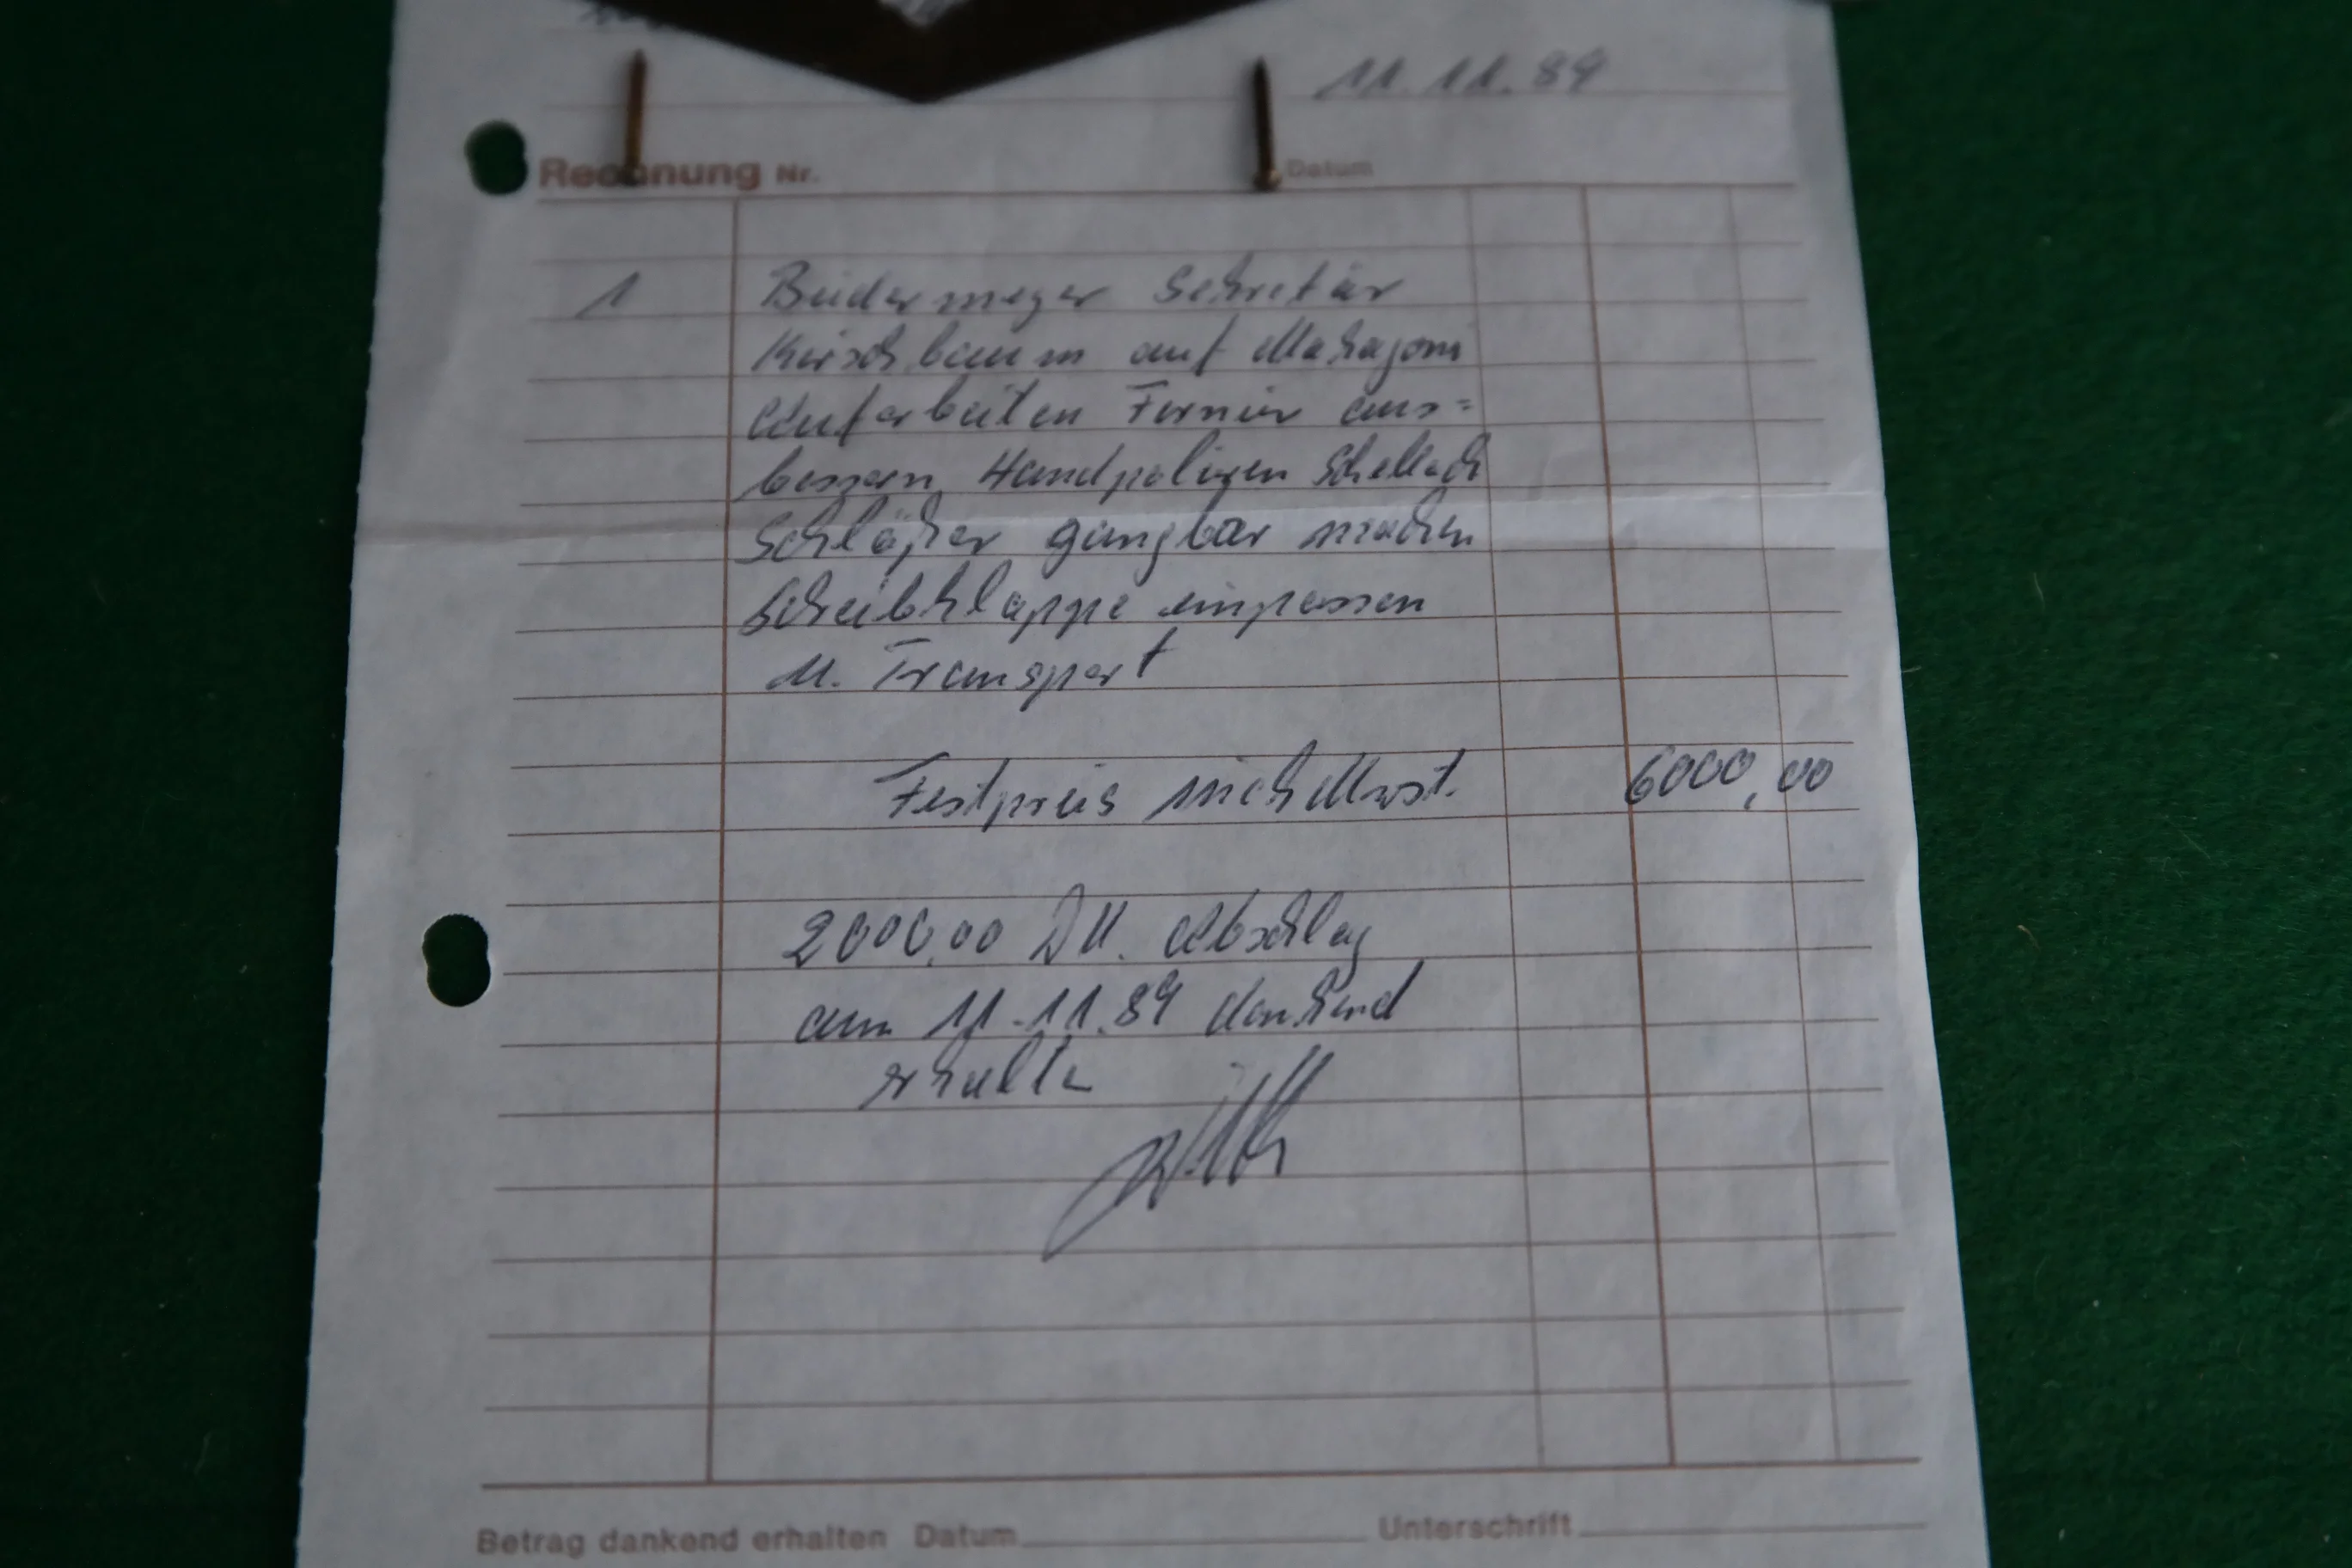 11.11.89
Rechnung Nr. Datum
1 Biedermeyer Sekretär
Kirschbaum auf Mahagoni
Aufarbeiten Furnier aus=
bessern Handpolieren Schellack
Schlößer gangbar machen
Schreibklappe einpassen
u. Transport
Festpreis Mwst. 6000,00
2000,00 DM. Abschlag
am 11.11.89 dankend
erhalten
Betrag dankend erhalten Datum Unterschrift